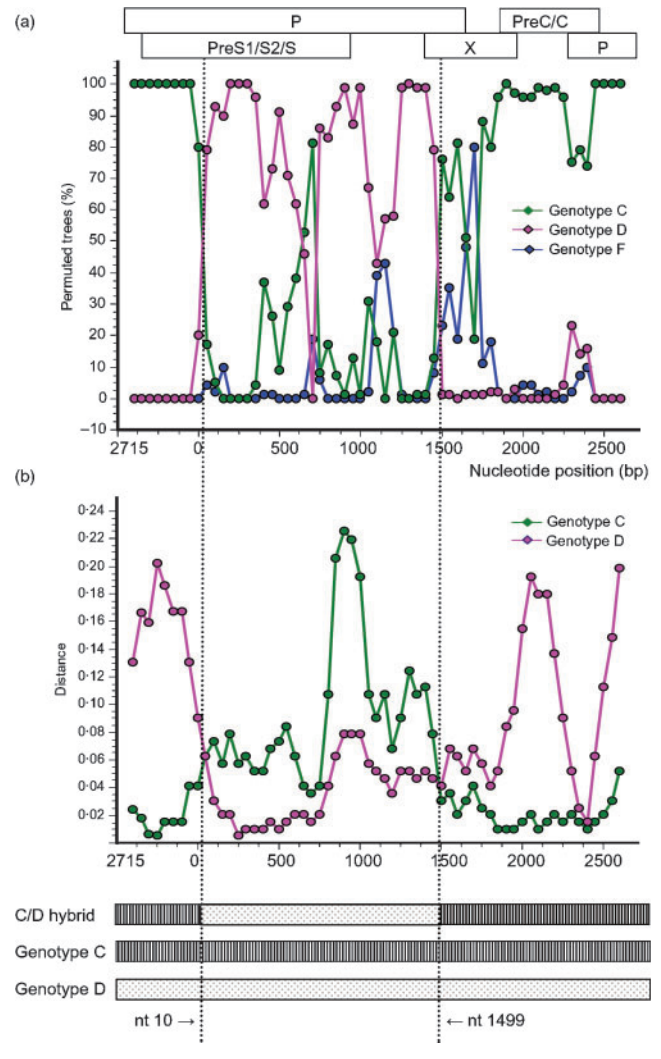 (a)
P
PreC/C
PreS1/S2/S
X
P
100
90
80
70
60
50
40
30
20
10
0
–10
Permuted trees (%)
Genotype C
Genotype D
Genotype F
2715 0 500 1000 1500 2000 2500
Nucleotide position (bp)
(b)
0·24
0·22
0·20
0·18
0·16
0·14
0·12
0·10
0·08
0·06
0·04
0·02
Distance
Genotype C
Genotype D
2715 0 500 1000 1500 2000 2500
C/D hybrid
Genotype C
Genotype D
nt 10 → ← nt 1499